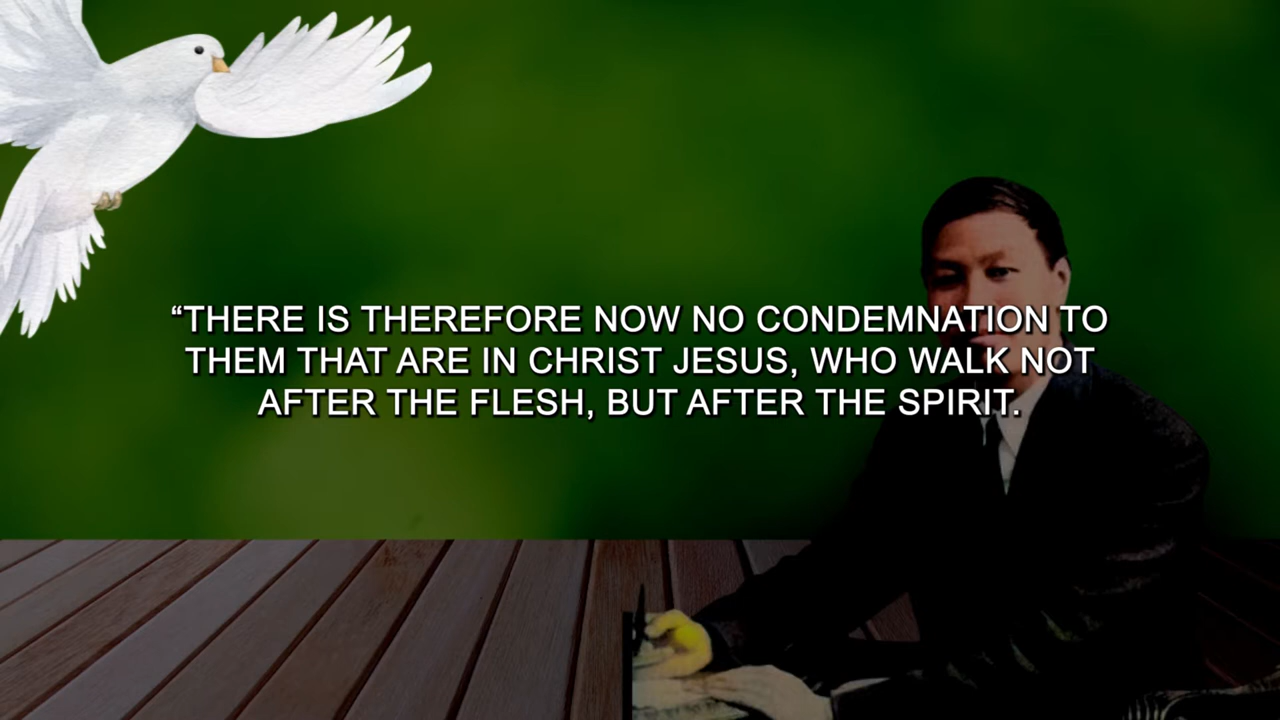 “THERE IS THEREFORE NOW NO CONDEMNATION TO
THEM THAT ARE IN CHRIST JESUS, WHO WALK NOT
AFTER THE FLESH, BUT AFTER THE SPIRIT.